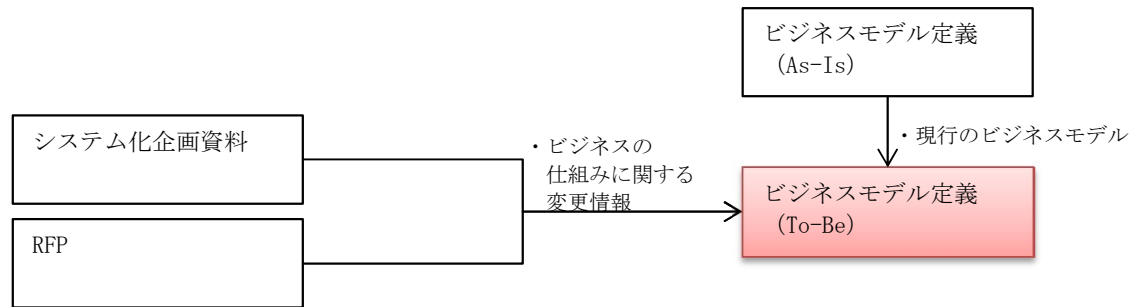 ビジネスモデル定義
(As-Is)
システム化企画資料
・ビジネスの
仕組みに関する
変更情報
・現行のビジネスモデル
ビジネスモデル定義
(To-Be)
RFP